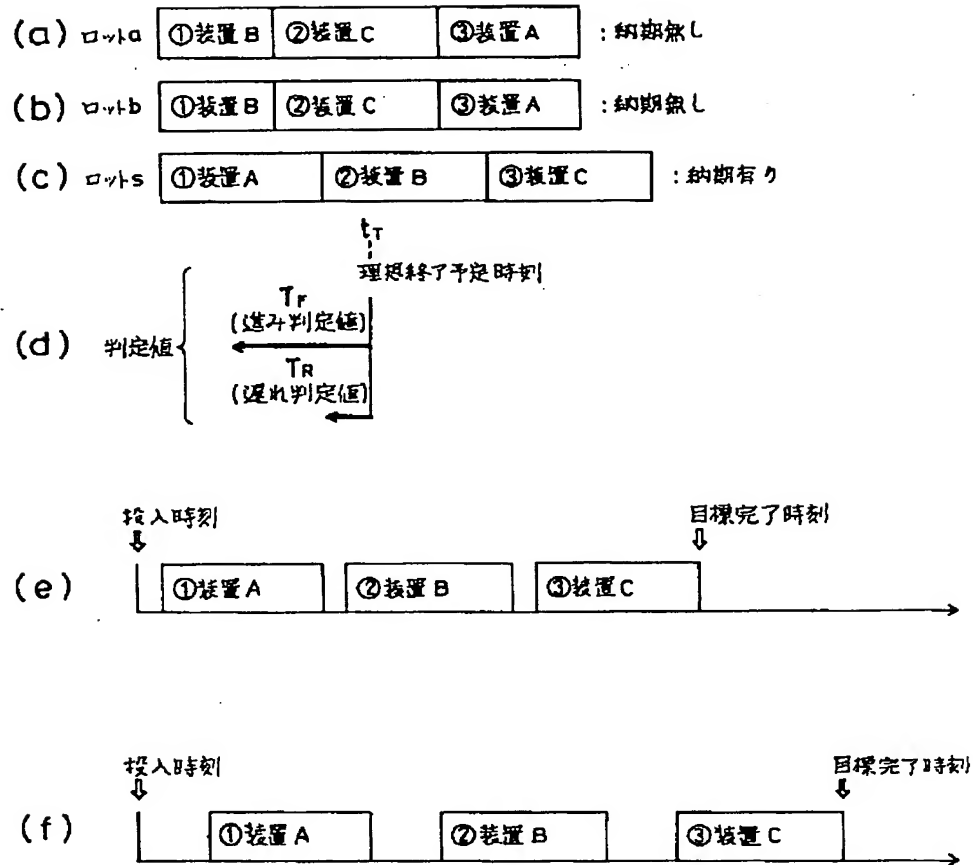 (a) ロットa ①装置B ②装置C ③装置A :納期無し
(b) ロットb ①装置B ②装置C ③装置A :納期無し
(c) ロットs ①装置A ②装置B ③装置C :納期有り
tT
理想終了予定時刻
TF
(進み判定値)
(d) 判定値
TR
(遅れ判定値)
投入時刻 目標完了時刻
(e) ①装置A ②装置B ③装置C
投入時刻 目標完了時刻
(f) ①装置A ②装置B ③装置C